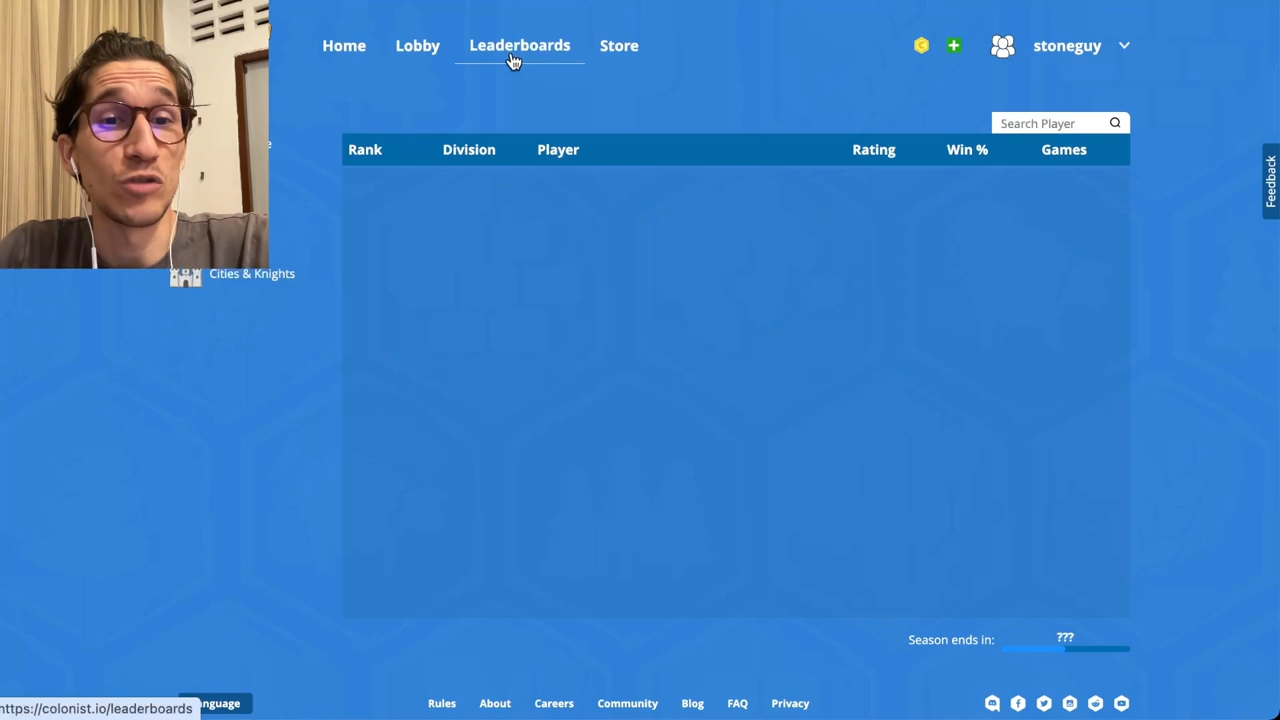 Home
Lobby
Leaderboards
Store
stoneguy
Search Player
Rank
Division
Player
Rating
Win %
Games
Feedback
Cities & Knights
Season ends in:
???
Rules
About
Careers
Community
Blog
FAQ
Privacy
https://colonist.io/leaderboards